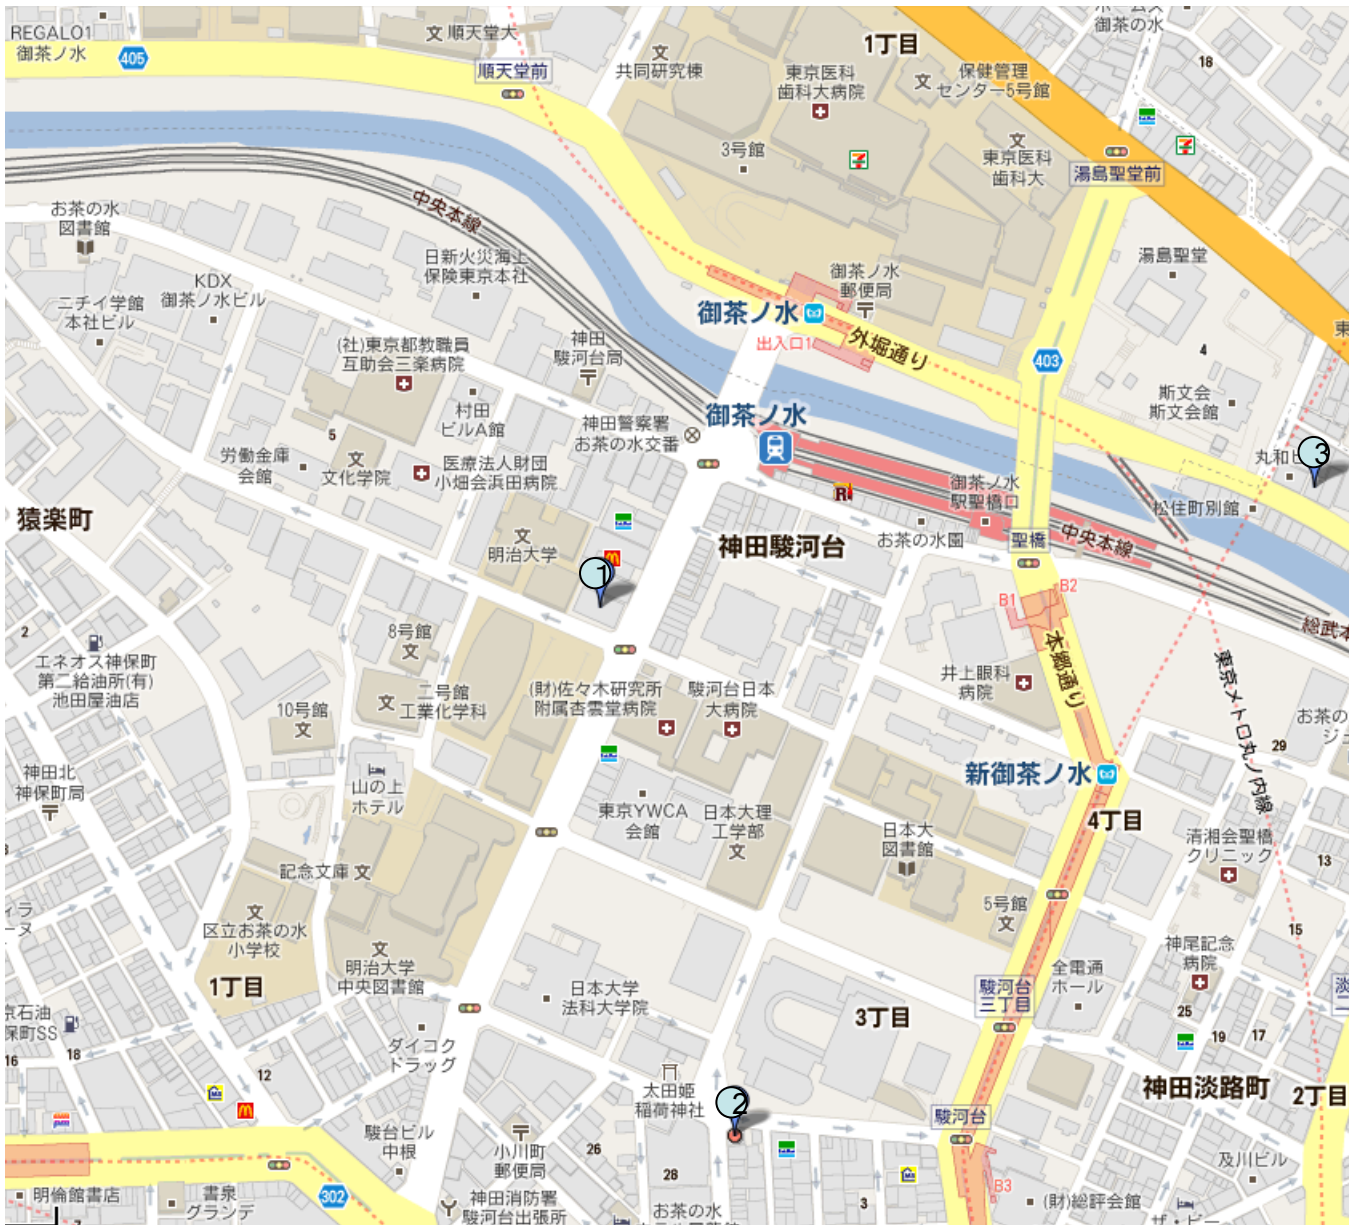 REGALO1
御茶ノ水
405
順天堂大
順天堂前
共同研究棟
1丁目
東京医科
歯科大病院
保健管理
センター5号館
御茶の水
18
3号館
東京医科
歯科大
湯島聖堂前
お茶の水
図書館
中央本線
日新火災海上
保険東京本社
KDX
御茶ノ水ビル
ニチイ学館
本社ビル
御茶ノ水
郵便局
湯島聖堂
御茶ノ水
出入口1
外堀通り
403
4
(社)東京都教職員
互助会三楽病院
神田
駿河台局
斯文会
斯文会館
村田
ビルA館
神田警察署
お茶の水交番
御茶ノ水
5
労働金庫
会館
文化学院
医療法人財団
小畑会浜田病院
御茶ノ水
駅聖橋口
丸和ビ
3
松住町別館
猿楽町
明治大学
神田駿河台
お茶の水園
聖橋
中央本線
1
B1
B2
総武本
2
8号館
エネオス神保町
第二給油所(有)
池田屋油店
本郷通り
井上眼科
病院
東京メトロ丸ノ内線
二号館
工業化学科
(財)佐々木研究所
附属杏雲堂病院
駿河台日本
大病院
10号館
お茶の
ジュ
29
神田北
神保町局
山の上
ホテル
新御茶ノ水
東京YWCA
会館
日本大理
工学部
4丁目
日本大
図書館
清湘会聖橋
クリニック
13
記念文庫
5号館
区立お茶の水
小学校
15
神尾記念
病院
明治大学
中央図書館
1丁目
日本大学
法科大学院
駿河台
三丁目
全電通
ホール
3丁目
25
19
17
ダイコク
ドラッグ
16
18
12
太田姫
稲荷神社
2
神田淡路町
2丁目
駿河台
駿台ビル
中根
小川町
郵便局
26
28
3
及川ビル
明倫館書店
書泉
グランデ
302
神田消防署
駿河台出張所
お茶の水
B3
(財)総評会館